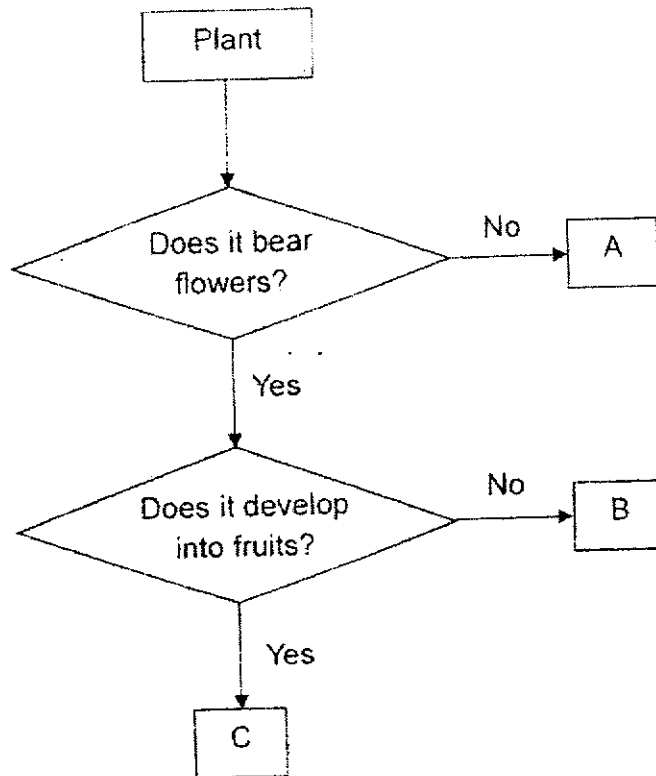 Plant
Does it bear
flowers?
No
A
Yes
Does it develop
into fruits?
No
B
Yes
C